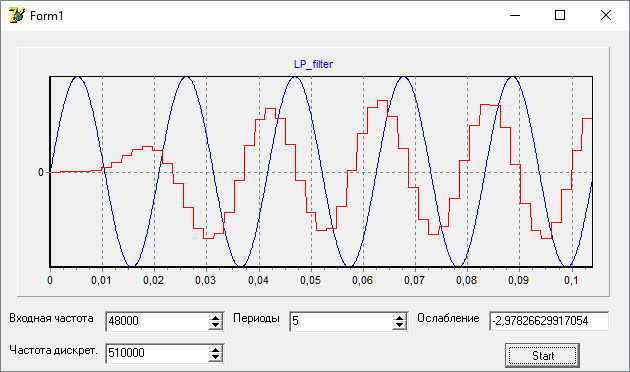 Form1
LP_filter
0
0 0,01 0,02 0,03 0,04 0,05 0,06 0,07 0,08 0,09 0,1
Входная частота 48000 Периоды 5 Ослабление -2,97826629917054
Частота дискрет. 510000 Start